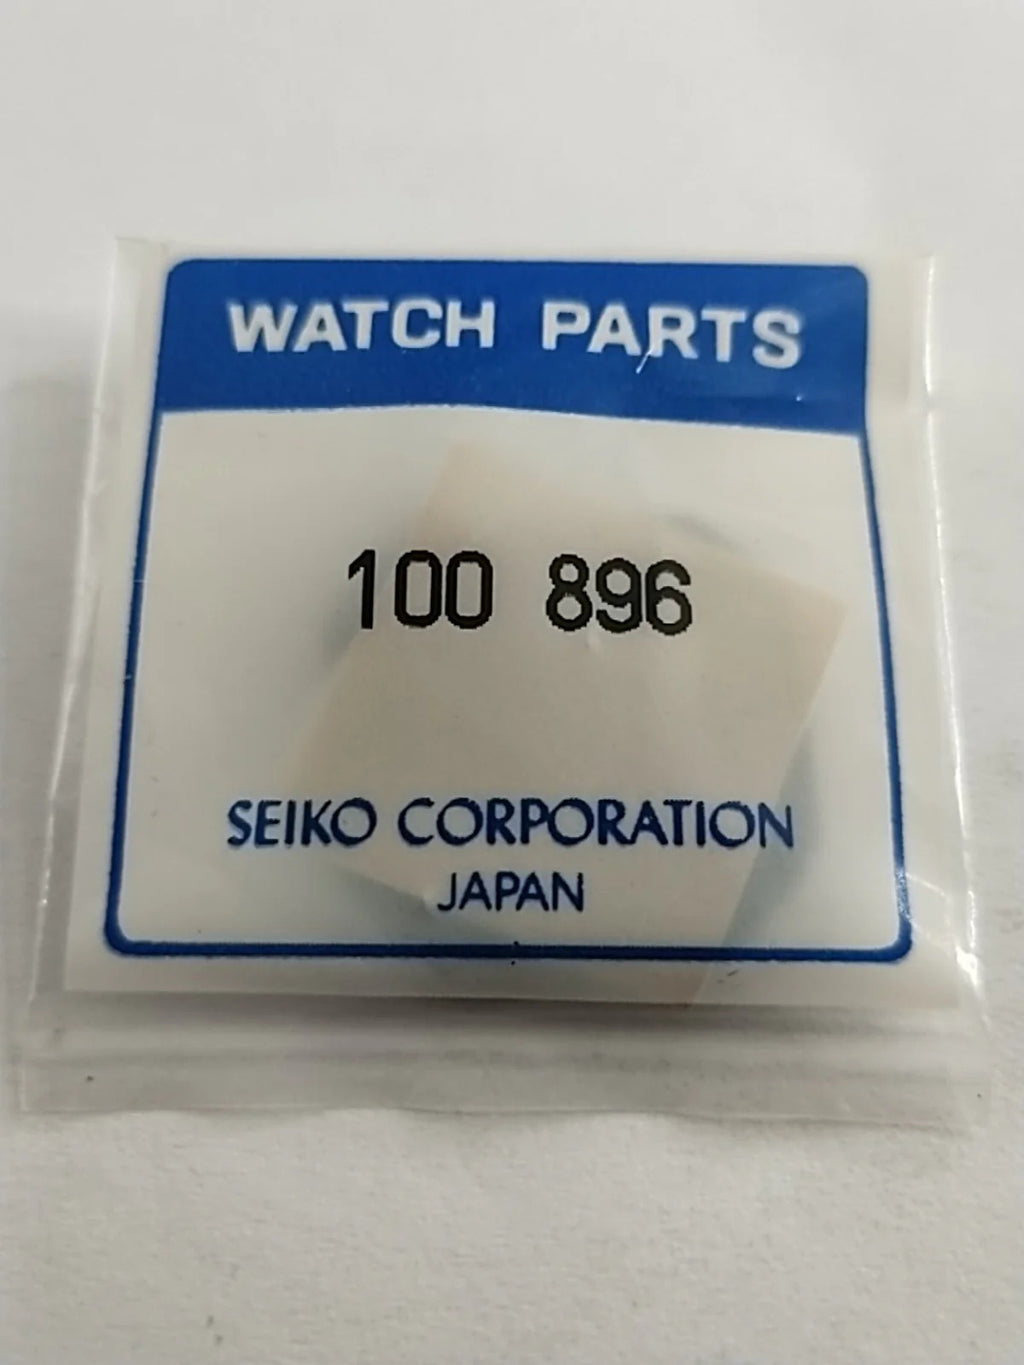 WATCH PARTS
100 896
SEIKO CORPORATION
JAPAN